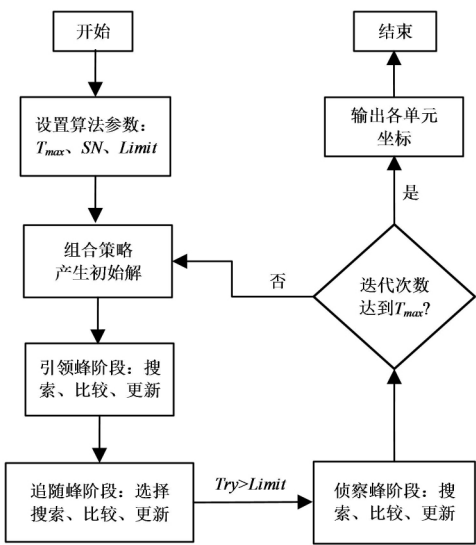 开始
设置算法参数：
Tmax、SN、Limit
组合策略
产生初始解
引领蜂阶段：搜
索、比较、更新
追随蜂阶段：选择
搜索、比较、更新
Try>Limit
侦察蜂阶段：搜
索、比较、更新
迭代次数
达到Tmax?
否
是
输出各单元
坐标
结束